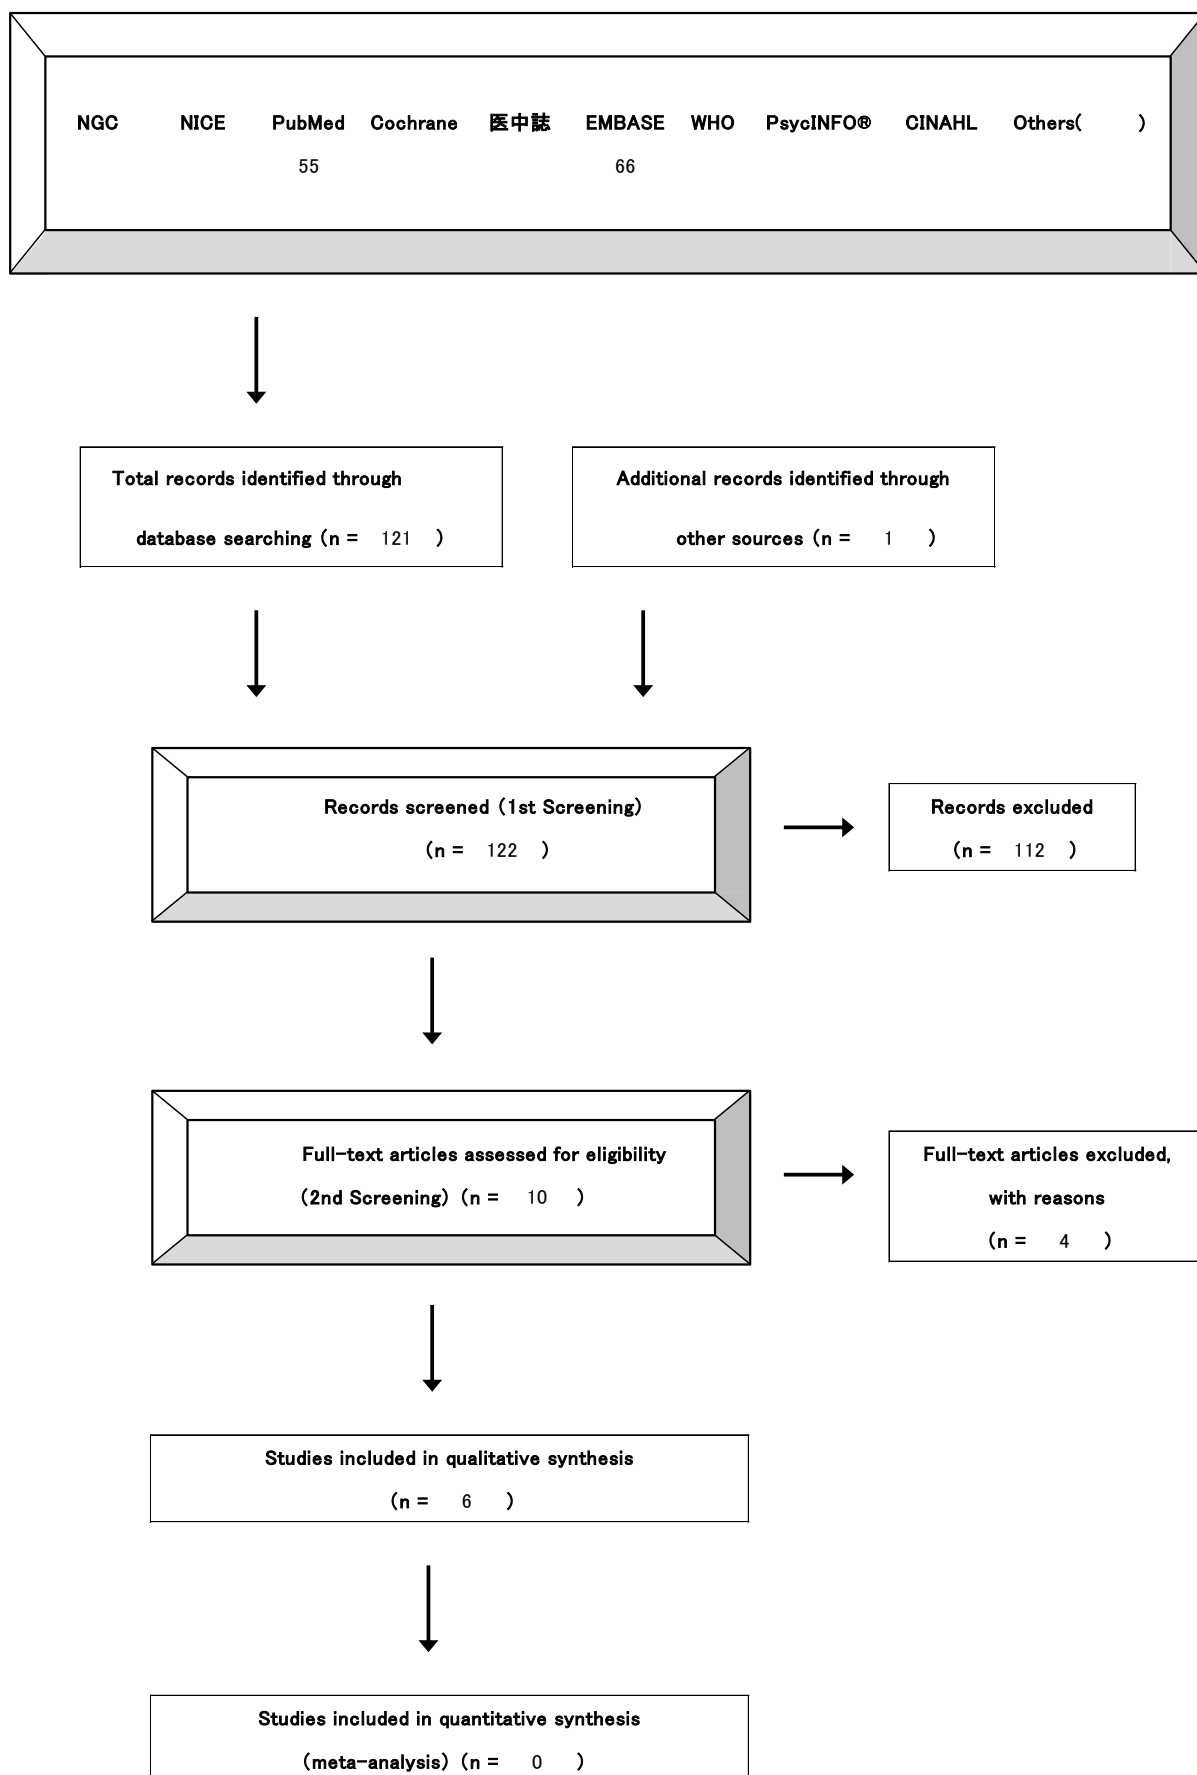 NGC NICE PubMed Cochrane 医中誌 EMBASE WHO PsycINFO® CINAHL Others( )
55 66
Total records identified through
database searching (n = 121 )
Additional records identified through
other sources (n = 1 )
Records screened (1st Screening)
(n = 122 )
Records excluded
(n = 112 )
Full-text articles assessed for eligibility
(2nd Screening) (n = 10 )
Full-text articles excluded,
with reasons
(n = 4 )
Studies included in qualitative synthesis
(n = 6 )
Studies included in quantitative synthesis
(meta-analysis) (n = 0 )